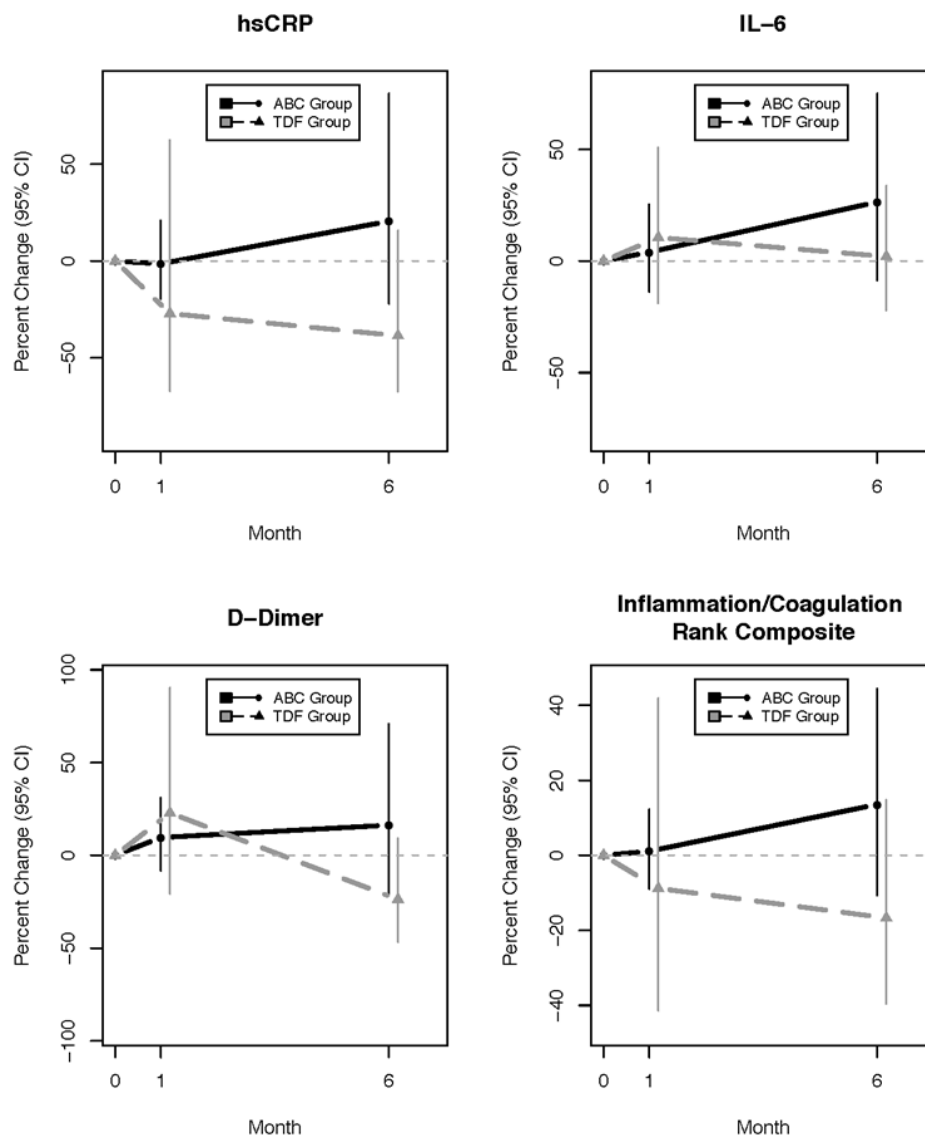 hsCRP
Percent Change (95% CI)
50
0
−50
ABC Group
TDF Group
0 1 6
Month
IL−6
Percent Change (95% CI)
50
0
−50
ABC Group
TDF Group
0 1 6
Month
D−Dimer
Percent Change (95% CI)
100
50
0
−50
−100
ABC Group
TDF Group
0 1 6
Month
Inflammation/Coagulation
Rank Composite
Percent Change (95% CI)
40
20
0
−20
−40
ABC Group
TDF Group
0 1 6
Month